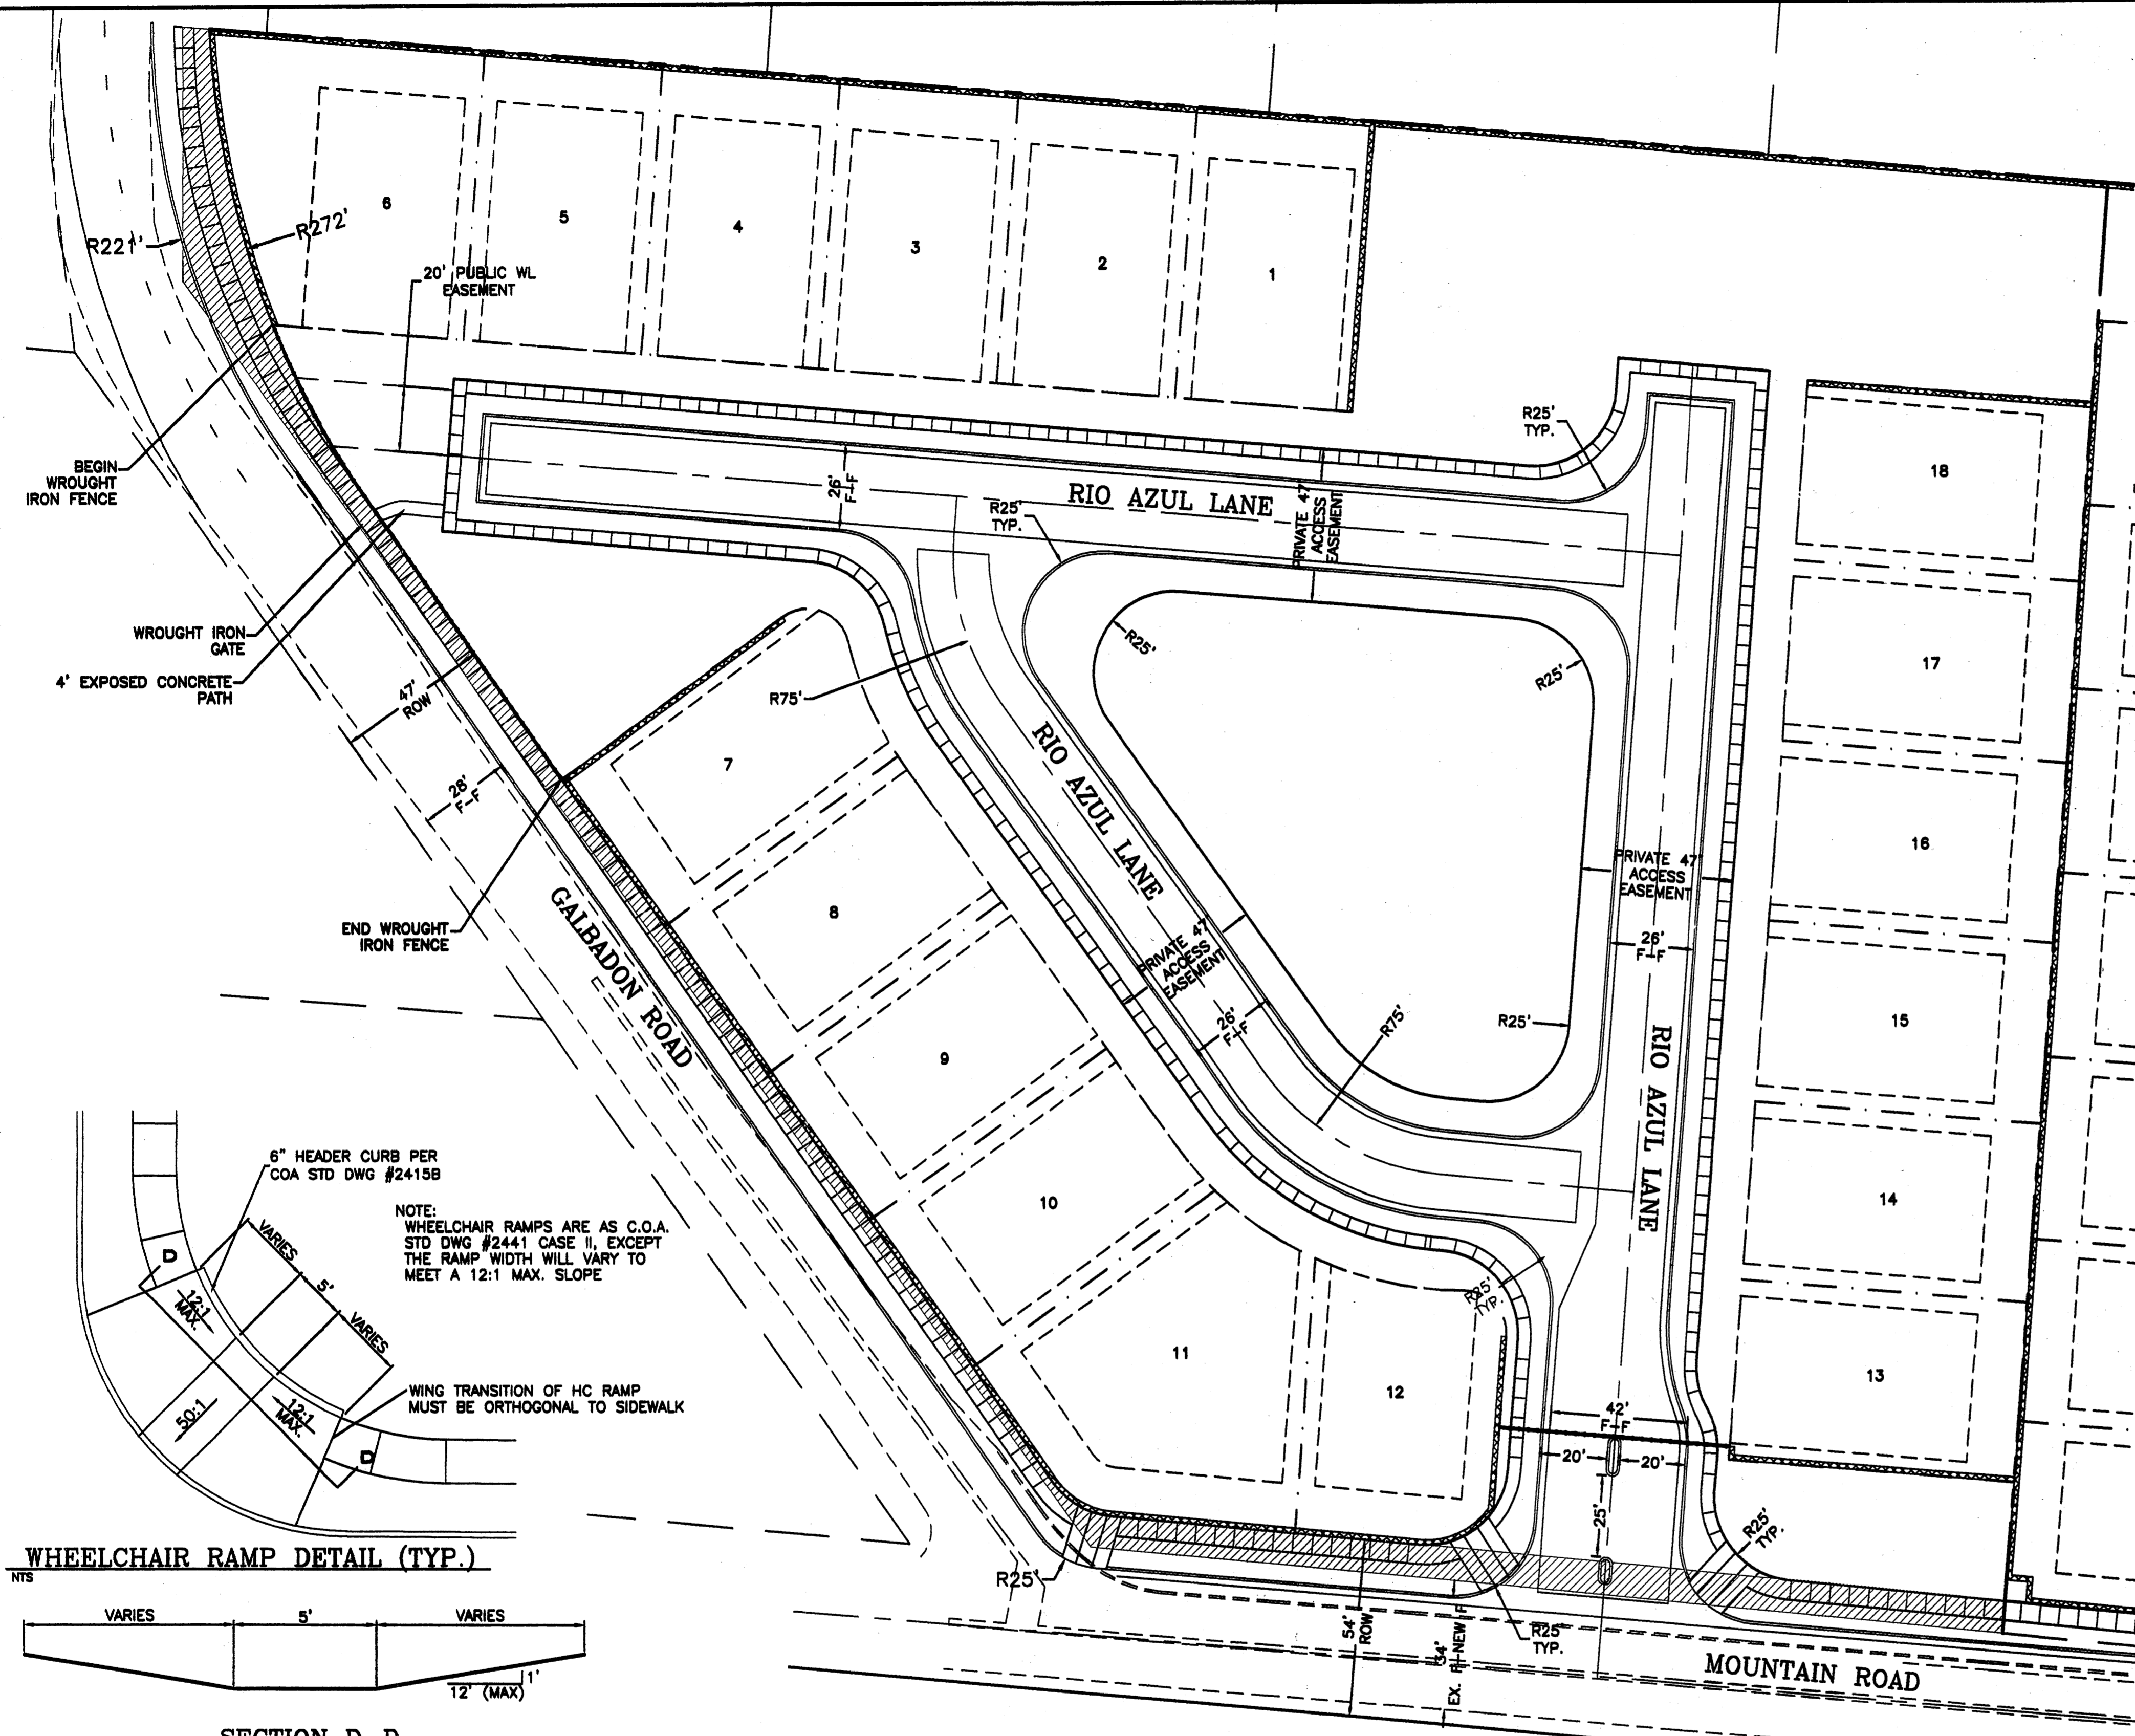 6
5
4
3
2
1
R221'
R272'
20' PUBLIC WL
EASEMENT
BEGIN
WROUGHT
IRON FENCE
26'
F-F
RIO AZUL LANE
R25'
TYP.
PRIVATE 47'
ACCESS
EASEMENT
R25'
TYP.
18
WROUGHT IRON
GATE
4' EXPOSED CONCRETE
PATH
47'
ROW
28'
F-F
R75'
R25'
R25'
17
7
RIO AZUL LANE
8
16
PRIVATE 47'
ACCESS
EASEMENT
26'
F-F
END WROUGHT
IRON FENCE
GALBADON ROAD
PRIVATE 47'
ACCESS
EASEMENT
26'
F-F
R75'
R25'
15
9
RIO AZUL LANE
10
14
11
12
13
R25'
TYP.
42'
F-F
20'
20'
25'
R25'
TYP.
R25'
54'
ROW
34'
EX. F-NEW F
R25'
TYP.
MOUNTAIN ROAD
6" HEADER CURB PER
COA STD DWG #2415B
NOTE:
WHEELCHAIR RAMPS ARE AS C.O.A.
STD DWG #2441 CASE II, EXCEPT
THE RAMP WIDTH WILL VARY TO
MEET A 12:1 MAX. SLOPE
VARIES
5'
VARIES
D
12:1
MAX.
50:1
12:1
MAX.
D
WING TRANSITION OF HC RAMP
MUST BE ORTHOGONAL TO SIDEWALK
WHEELCHAIR RAMP DETAIL (TYP.)
NTS
VARIES
5'
VARIES
1'
12' (MAX)
SECTION D-D